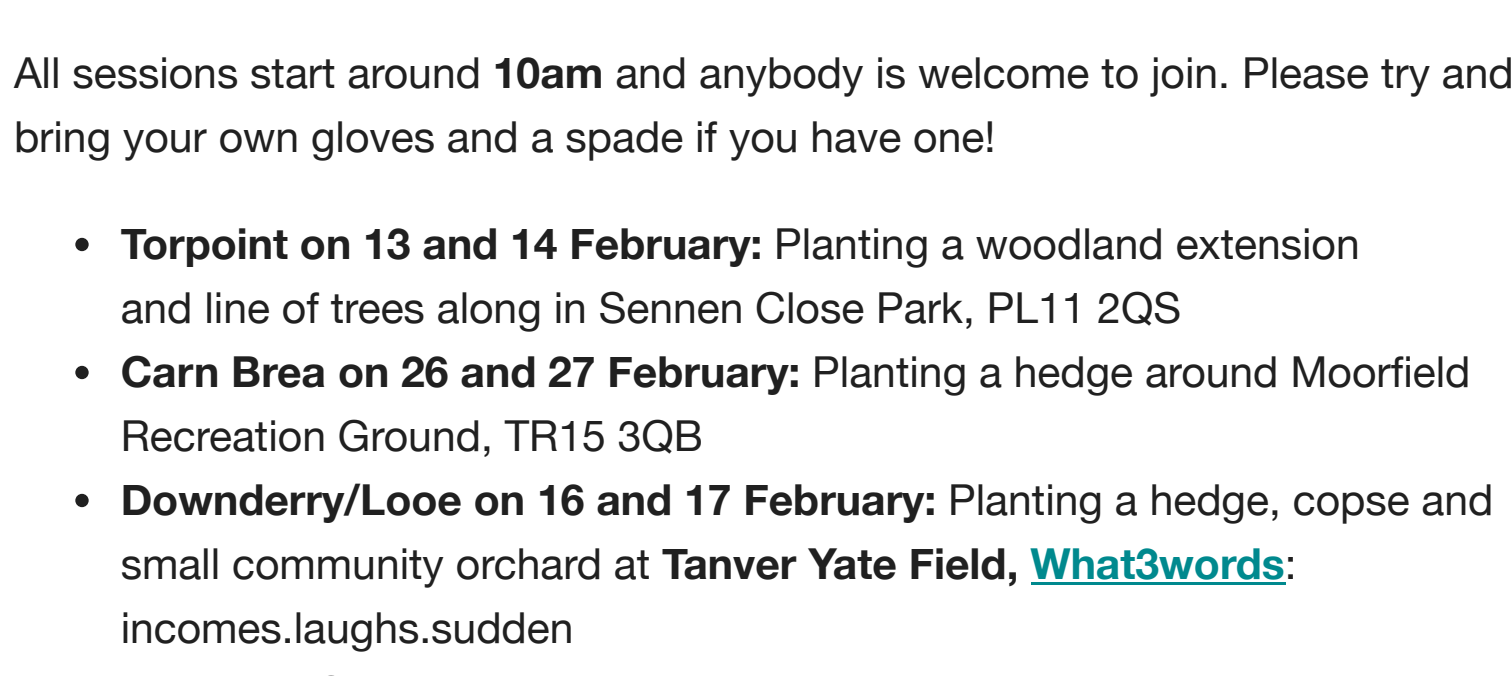 All sessions start around 10am and anybody is welcome to join. Please try and
bring your own gloves and a spade if you have one!
• Torpoint on 13 and 14 February: Planting a woodland extension
and line of trees along in Sennen Close Park, PL11 2QS
• Carn Brea on 26 and 27 February: Planting a hedge around Moorfield
Recreation Ground, TR15 3QB
• Downderry/Looe on 16 and 17 February: Planting a hedge, copse and
small community orchard at Tanver Yate Field, What3words:
incomes.laughs.sudden